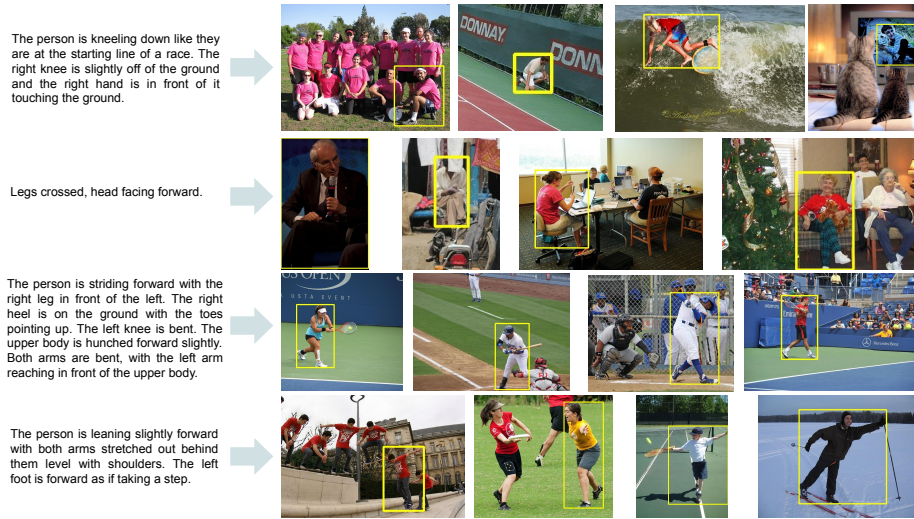 The person is kneeling down like they
are at the starting line of a race. The
right knee is slightly off of the ground
and the right hand is in front of it
touching the ground.
DONNAY.
DONN
Legs crossed, head facing forward.
The person is striding forward with the
right leg in front of the left. The right
heel is on the ground with the toes
pointing up. The left knee is bent. The
upper body is hunched forward slightly.
Both arms are bent, with the left arm
reaching in front of the upper body.
US OPEN
USTA EVENT
Mercedes-Benz
The person is leaning slightly forward
with both arms stretched out behind
them level with shoulders. The left
foot is forward as if taking a step.